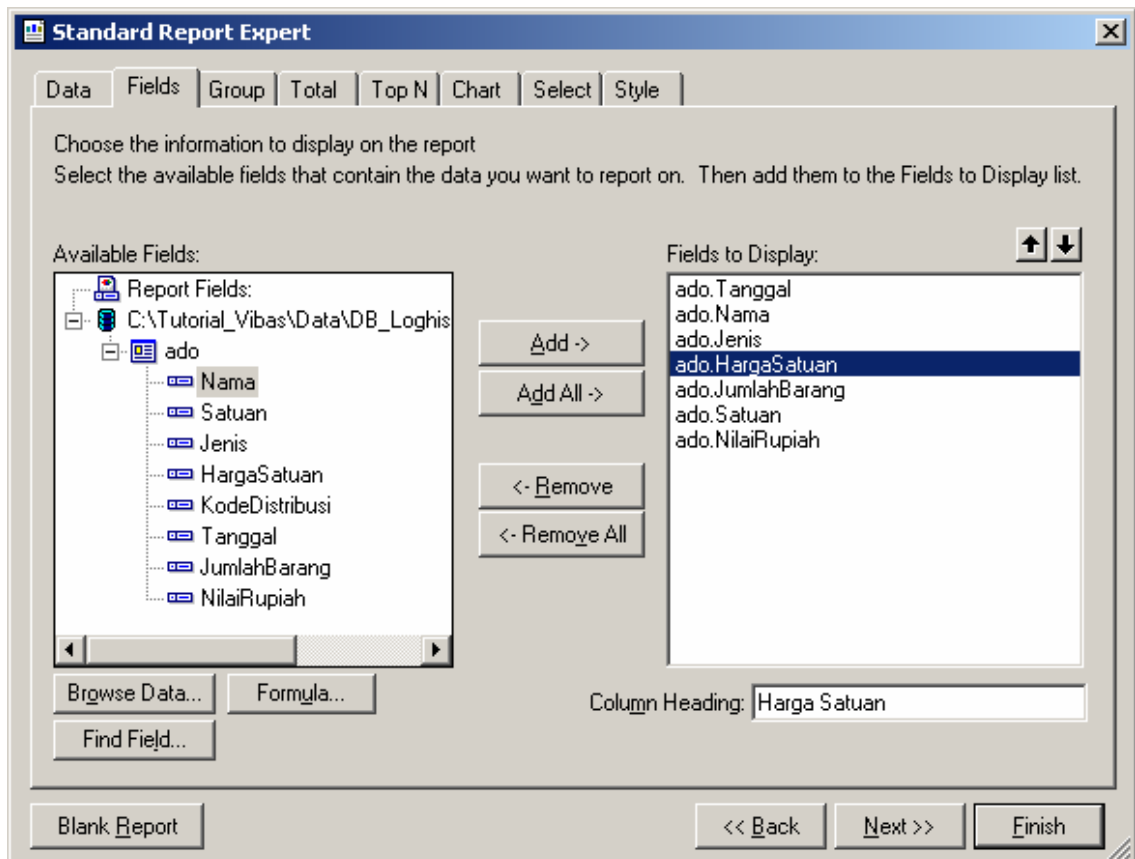 Standard Report Expert
Data Fields Group Total Top N Chart Select Style
Choose the information to display on the report
Select the available fields that contain the data you want to report on. Then add them to the Fields to Display list.
Available Fields:
Report Fields:
C:\Tutorial_Vibas\Data\DB_Loghis
ado
Nama
Satuan
Jenis
HargaSatuan
KodeDistribusi
Tanggal
JumlahBarang
NilaiRupiah
Browse Data... Formula...
Find Field...
Add ->
Add All ->
<- Remove
<- Remove All
Fields to Display:
ado.Tanggal
ado.Nama
ado.Jenis
ado.HargaSatuan
ado.JumlahBarang
ado.Satuan
ado.NilaiRupiah
Column Heading: Harga Satuan
Blank Report << Back Next >> Finish